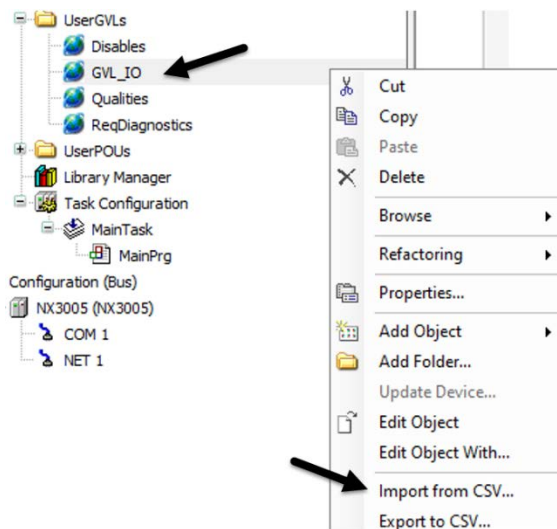 UserGVLs
Disables
GVL_IO
Qualities
ReqDiagnostics
UserPOUs
Library Manager
Task Configuration
MainTask
MainPrg
Configuration (Bus)
NX3005 (NX3005)
COM 1
NET 1
Cut
Copy
Paste
Delete
Browse
Refactoring
Properties...
Add Object
Add Folder...
Update Device...
Edit Object
Edit Object With...
Import from CSV...
Export to CSV...